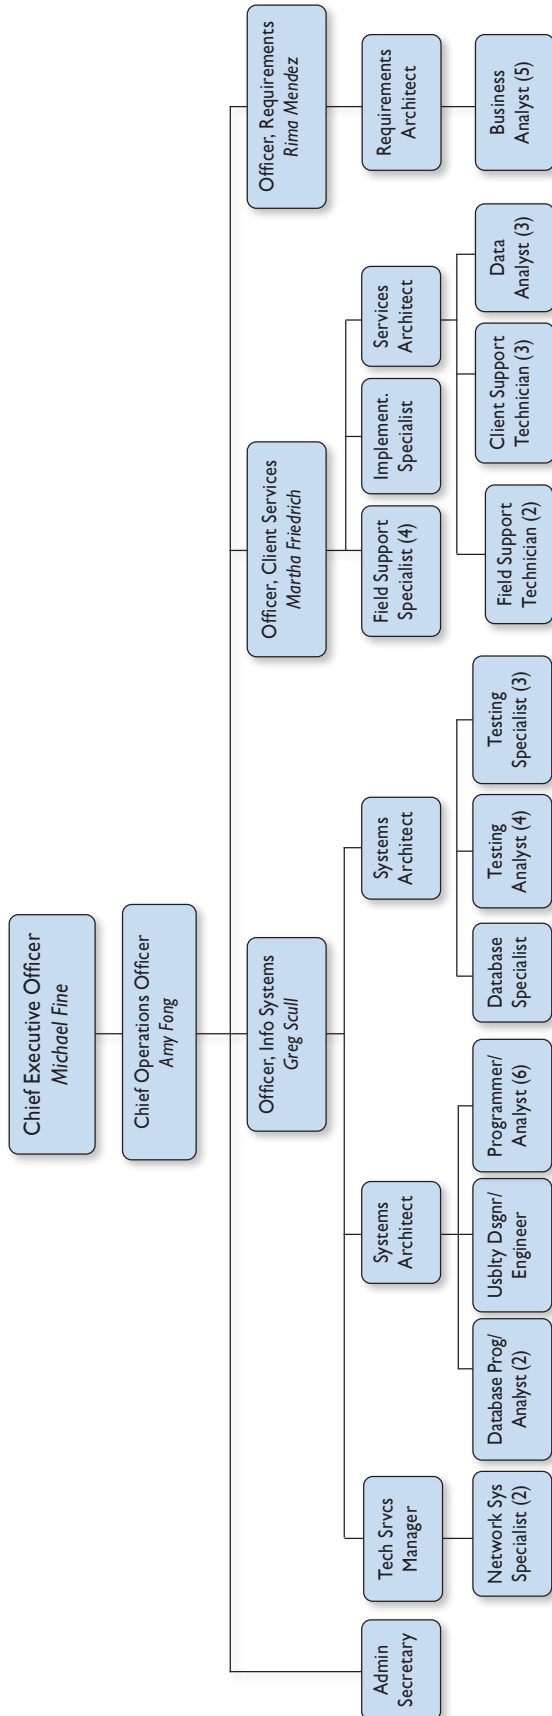 Chief Executive Officer
Michael Fine
Chief Operations Officer
Amy Fong
Officer, Info Systems
Greg Scull
Officer, Client Services
Martha Friedrich
Officer, Requirements
Rima Mendez
Admin
Secretary
Tech Srvcs
Manager
Systems
Architect
Systems
Architect
Field Support
Specialist (4)
Implement.
Specialist
Services
Architect
Requirements
Architect
Network Sys
Specialist (2)
Database Prog/
Analyst (2)
Usblty Dsgnr/
Engineer
Programmer/
Analyst (6)
Database
Specialist
Testing
Analyst (4)
Testing
Specialist (3)
Field Support
Technician (2)
Client Support
Technician (3)
Data
Analyst (3)
Business
Analyst (5)